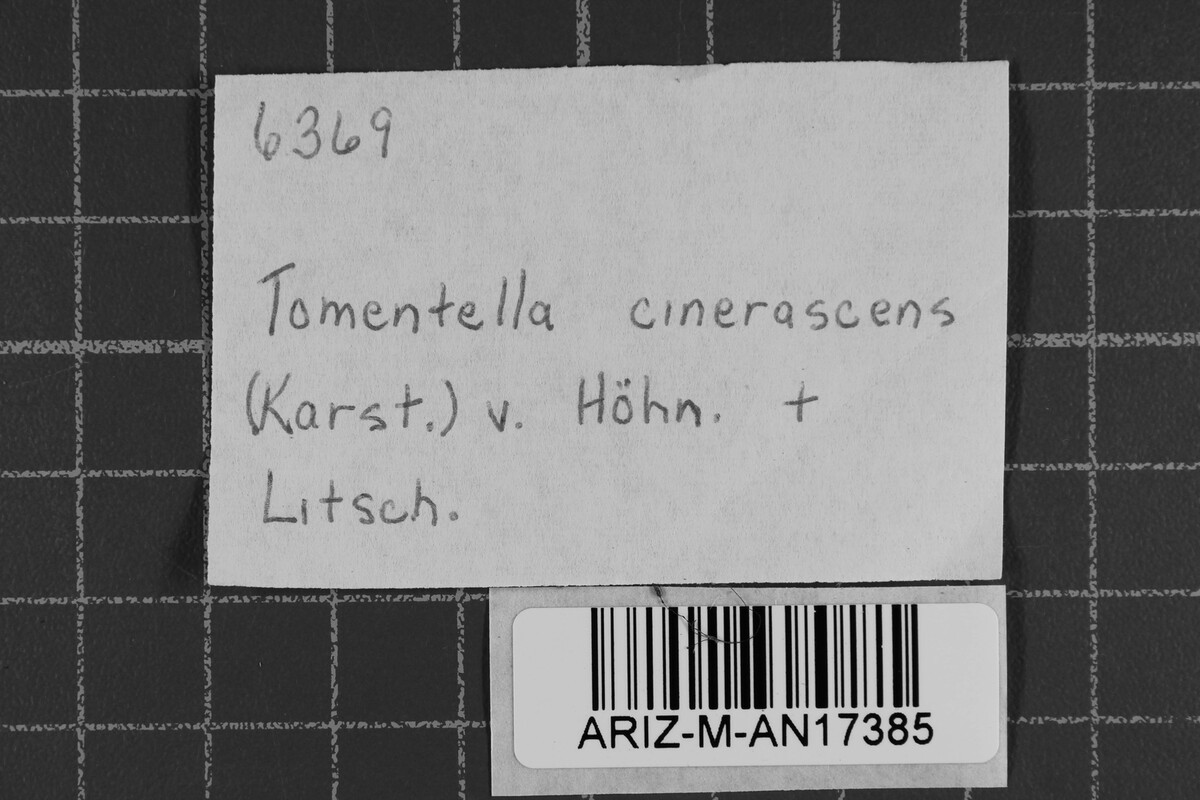 6369
Tomentella cinerascens
(Karst.) v. Höhn. +
Litsch.
ARIZ-M-AN17385